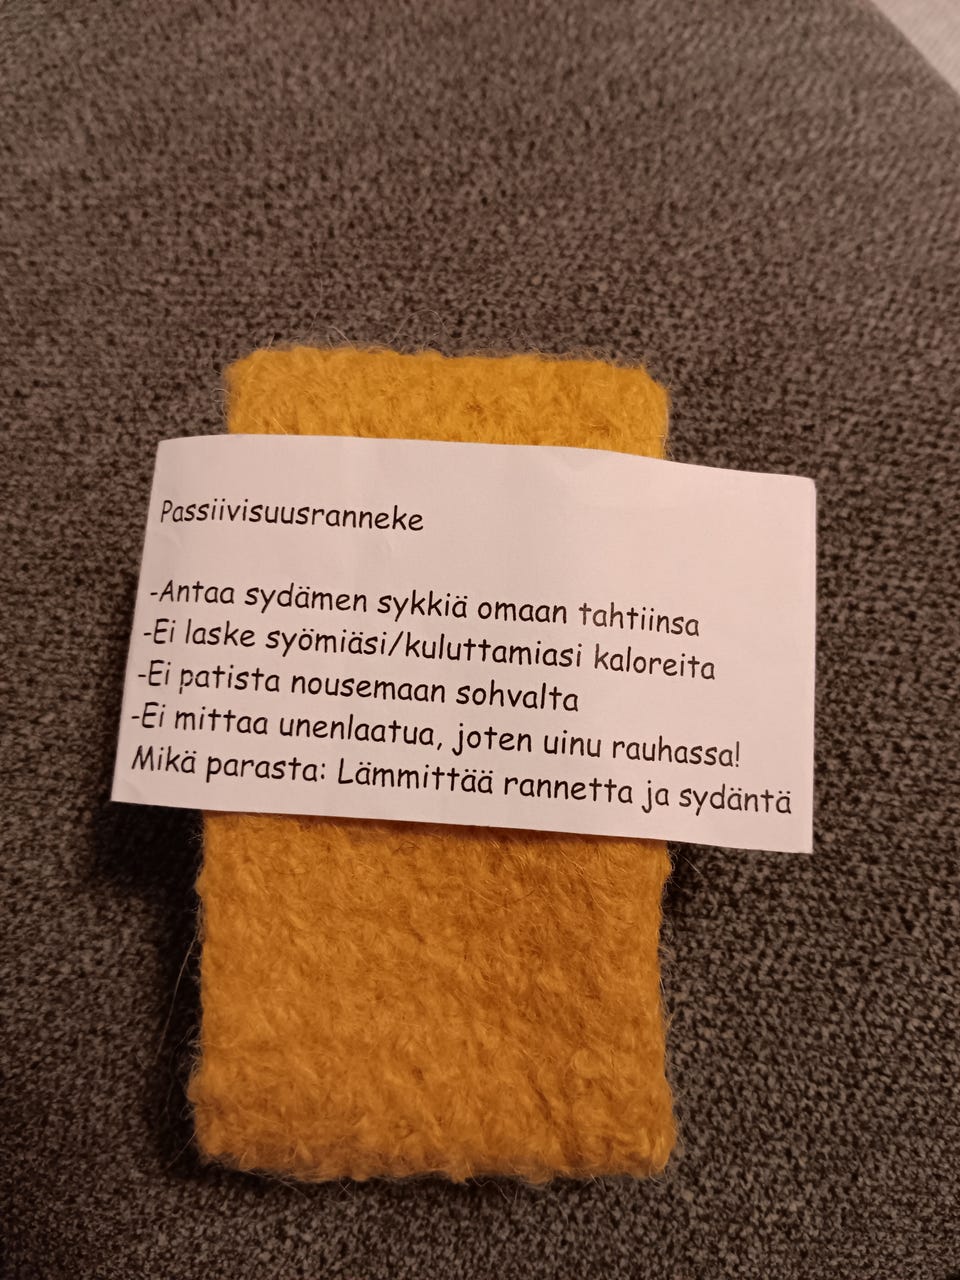 Passiivisuusranneke
-Antaa sydämen sykkiä omaan tahtiinsa
-Ei laske syömiäsi/kuluttamiasi kaloreita
-Ei patista nousemaan sohvalta
-Ei mittaa unenlaatua, joten uinu rauhassa!
Mikä parasta: Lämmittää rannetta ja sydäntä